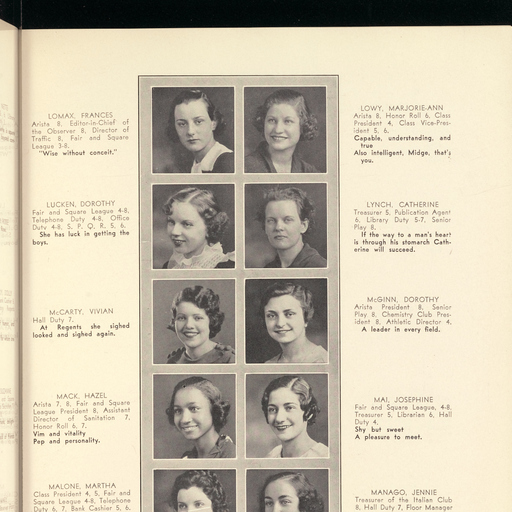 LOMAX, FRANCES
Arista 8, Editor-in-Chief of
the Observer 8, Director of
Traffic 8, Fair and Square
League 3-8.
"Wise without conceit."
LUCKEN, DOROTHY
Fair and Square League 4-8,
Telephone Duty 4-8, Office
Duty 4-8, S. P. Q. R. 5, 6.
She has luck in getting the
boys.
McCARTY, VIVIAN
Hall Duty 7.
At Regents she sighed
looked and sighed again.
MACK, HAZEL
Arista 7, 8, Fair and Square
League President 8, Assistant
Director of Sanitation 7,
Honor Roll 6, 7.
Vim and vitality
Pep and personality.
MALONE, MARTHA
Class President 4, 5, Fair and
Square League 4-8, Telephone
Duty 6, 7, Bank Cashier 5, 6.
LOWY, MARJORIE-ANN
Arista 8, Honor Roll 6, Class
President 4, Class Vice-Pres-
ident 5, 6.
Capable, understanding, and
true
Also intelligent, Midge, that's
you.
LYNCH, CATHERINE
Treasurer 5, Publication Agent
6, Library Duty 5-7, Senior
Play 8.
If the way to a man's heart
is through his stomarch Cath-
erine will succeed.
McGINN, DOROTHY
Arista President 8, Senior
Play 8, Chemistry Club Pres-
ident 8, Athletic Director 4.
A leader in every field.
MAI, JOSEPHINE
Fair and Square League, 4-8,
Treasurer 5, Librarian 6, Hall
Duty 4.
Shy but sweet
A pleasure to meet.
MANAGO, JENNIE
Treasurer of the Italian Club
8, Hall Duty 7, Floor Manager